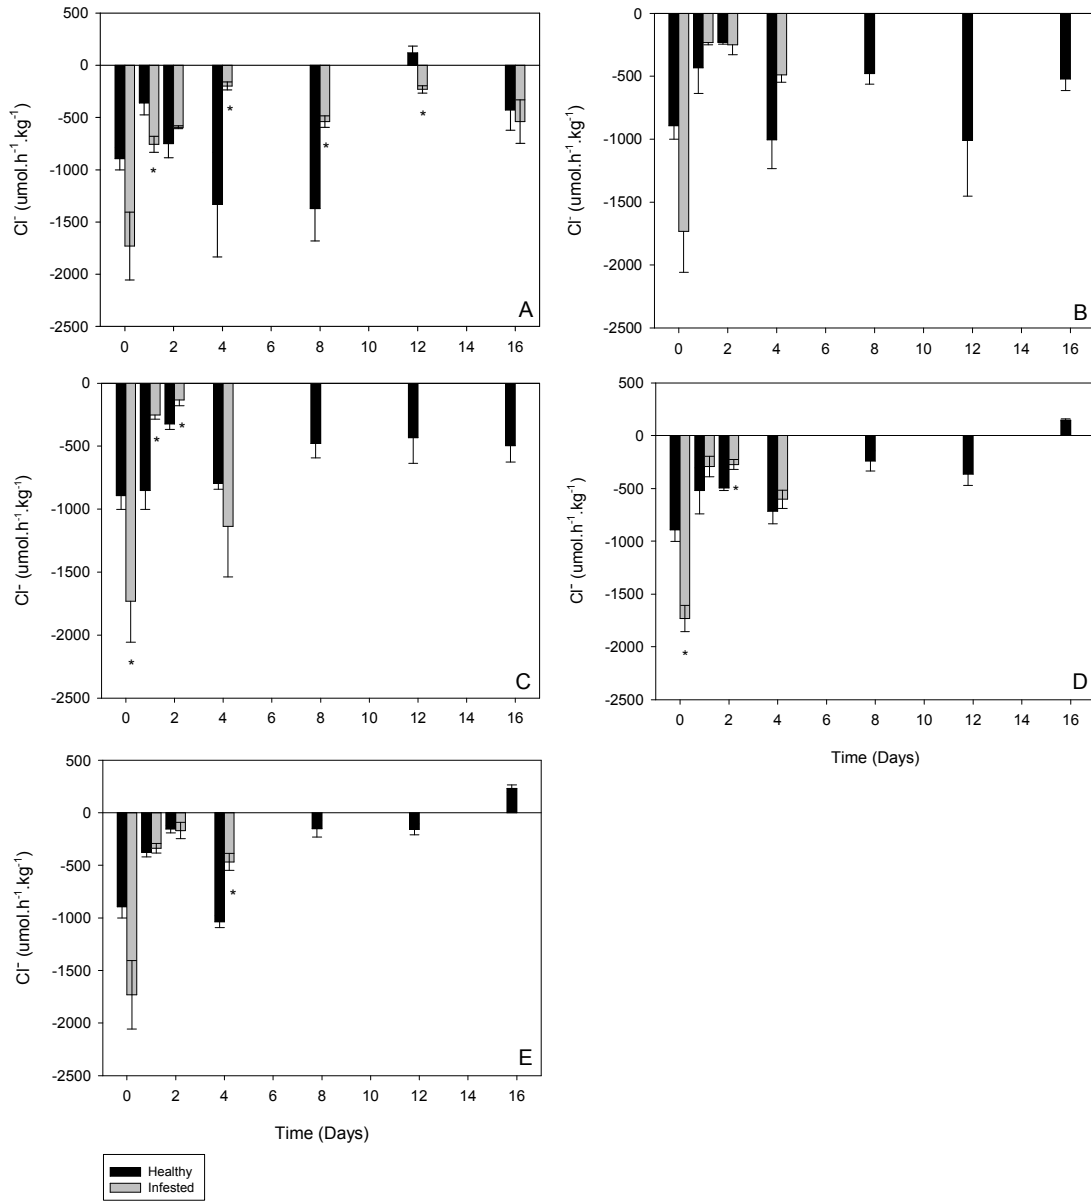 500
0
-500
-1000
-1500
-2000
-2500
Cl⁻ (umol.h⁻¹.kg⁻¹)
* * * *
A
0 2 4 6 8 10 12 14 16
0
-500
-1000
-1500
-2000
-2500
Cl⁻ (umol.h⁻¹.kg⁻¹)
B
0 2 4 6 8 10 12 14 16
0
-500
-1000
-1500
-2000
-2500
Cl⁻ (umol.h⁻¹.kg⁻¹)
* * *
C
0 2 4 6 8 10 12 14 16
500
0
-500
-1000
-1500
-2000
-2500
Cl⁻ (umol.h⁻¹.kg⁻¹)
* *
D
0 2 4 6 8 10 12 14 16
Time (Days)
500
0
-500
-1000
-1500
-2000
-2500
Cl⁻ (umol.h⁻¹.kg⁻¹)
*
E
0 2 4 6 8 10 12 14 16
Time (Days)
Healthy
Infested